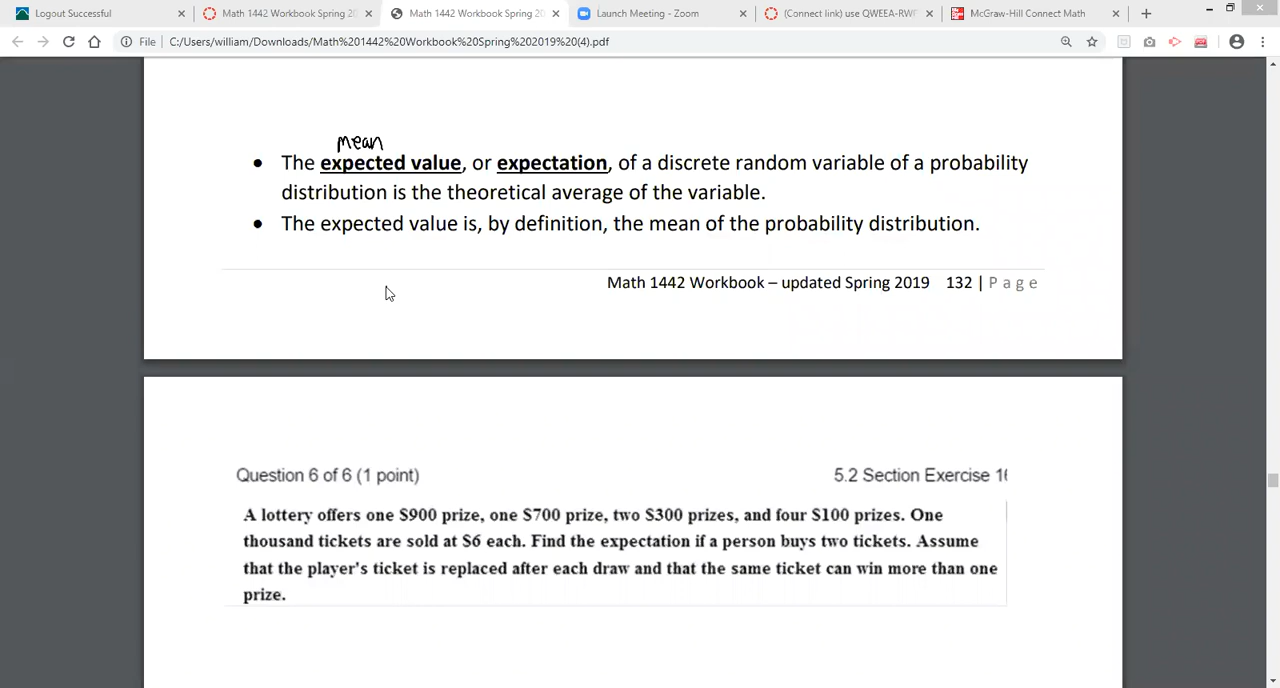 Logout Successful
Math 1442 Workbook Spring 20
Math 1442 Workbook Spring 20
Launch Meeting - Zoom
(Connect link) use QWEEA-RWF
McGraw-Hill Connect Math
File
C:/Users/william/Downloads/Math%201442%20Workbook%20Spring%202019%20(4).pdf
mean
• The expected value, or expectation, of a discrete random variable of a probability
distribution is the theoretical average of the variable.
• The expected value is, by definition, the mean of the probability distribution.
Math 1442 Workbook – updated Spring 2019 132 | Page
Question 6 of 6 (1 point)
5.2 Section Exercise 16
A lottery offers one $900 prize, one $700 prize, two $300 prizes, and four $100 prizes. One
thousand tickets are sold at $6 each. Find the expectation if a person buys two tickets. Assume
that the player's ticket is replaced after each draw and that the same ticket can win more than one
prize.